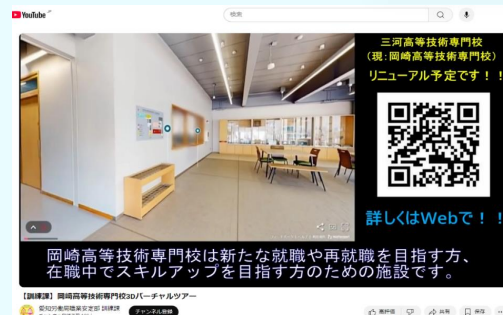 YouTube
検索
三河高等技術専門校
（現：岡崎高等技術専門校）
リニューアル予定です！！
詳しくはWebで！！
岡崎高等技術専門校は新たな就職や再就職を目指す方、
在職中でスキルアップを目指す方のための施設です。
【訓練課】岡崎高等技術専門校3Dバーチャルツアー
愛知労働局職業安定部 訓練課
チャンネル登録
高評価
共有
保存